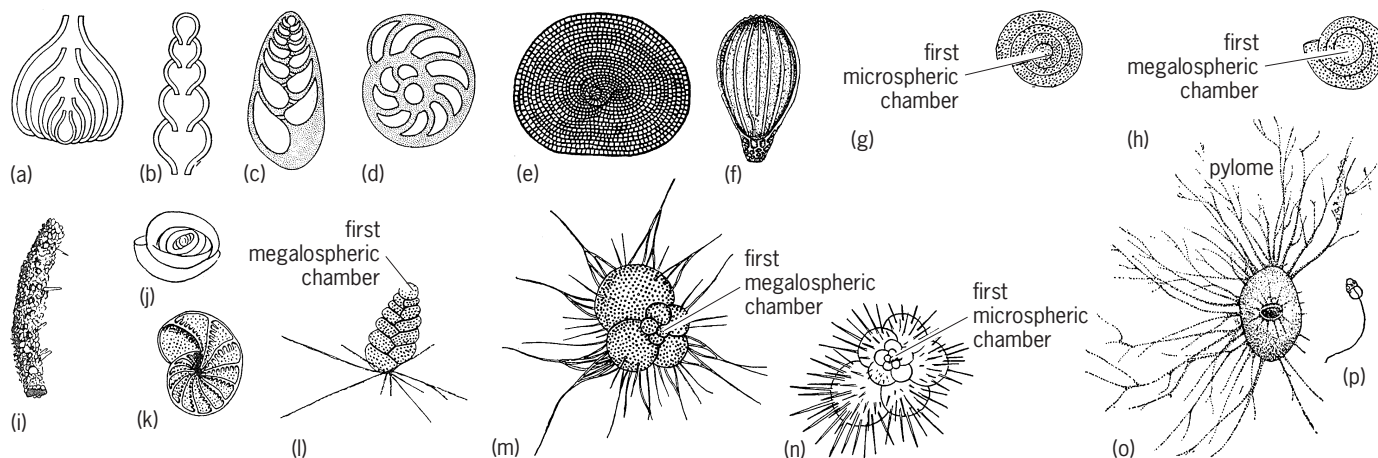 (a)
(b)
(c)
(d)
(e)
(f)
first
microspheric
chamber
(g)
first
megalospheric
chamber
(h)
(i)
(j)
(k)
first
megalospheric
chamber
(l)
first
megalospheric
chamber
(m)
first
microspheric
chamber
(n)
pylome
(o)
(p)